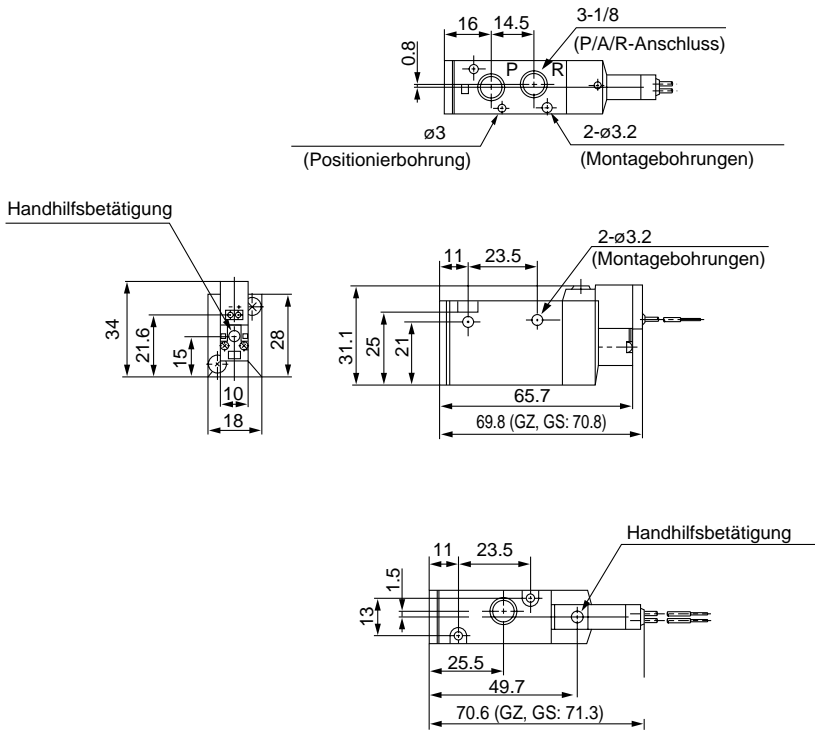 16
14.5
3-1/8
(P/A/R-Anschluss)
0.8
P
R
ø3
(Positionierbohrung)
2-ø3.2
(Montagebohrungen)
Handhilfsbetätigung
34
21.6
15
- +
28
10
18
11
23.5
2-ø3.2
(Montagebohrungen)
31.1
25
21
65.7
69.8 (GZ, GS: 70.8)
Handhilfsbetätigung
11
23.5
1.5
13
25.5
49.7
70.6 (GZ, GS: 71.3)